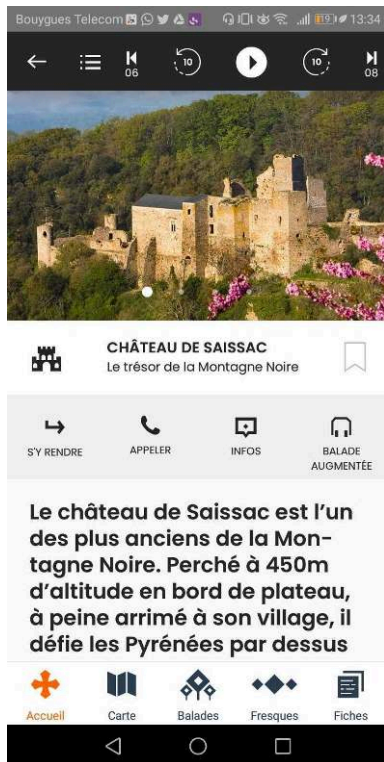 Bouygues Telecom 13:34
06 10 10 08
CHÂTEAU DE SAISSAC
Le trésor de la Montagne Noire
S'Y RENDRE APPELER INFOS BALADE
AUGMENTÉE
Le château de Saissac est l'un
des plus anciens de la Mon-
tagne Noire. Perché à 450m
d'altitude en bord de plateau,
à peine arrimé à son village, il
défie les Pyrénées par dessus
Accueil Carte Balades Fresques Fiches